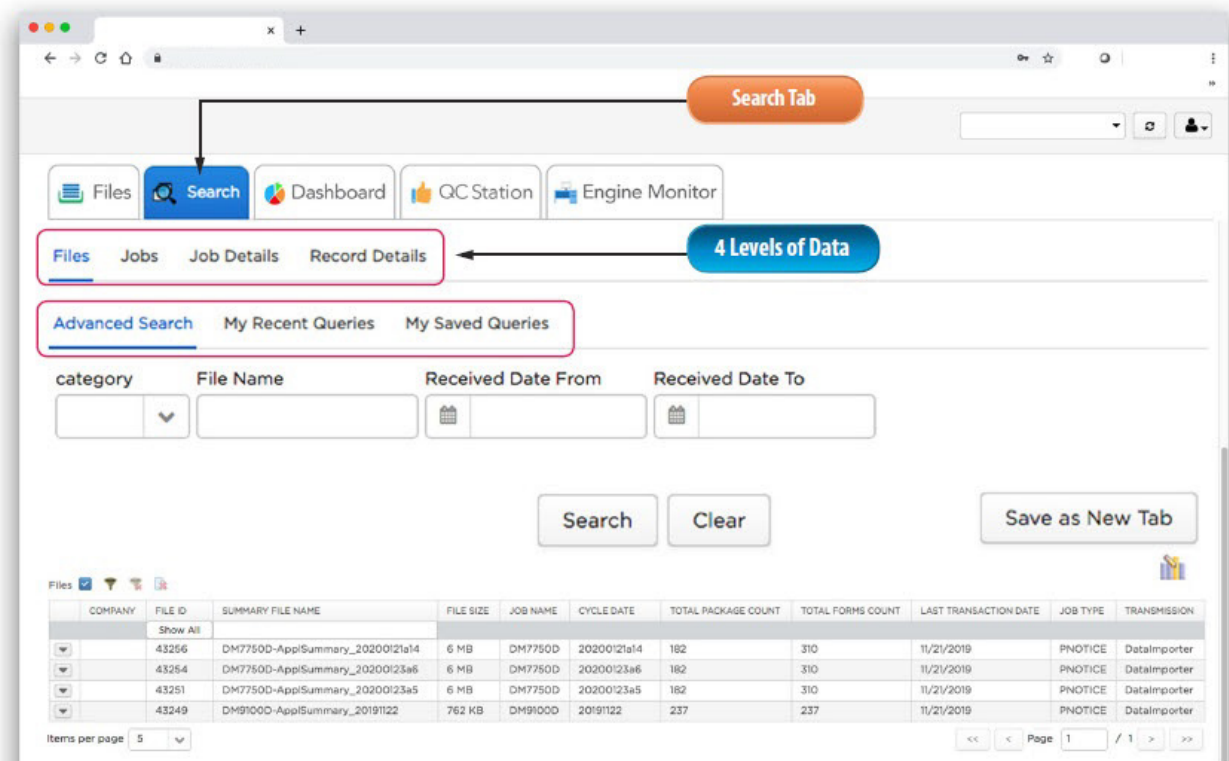 Search Tab
Files Search Dashboard QC Station Engine Monitor
4 Levels of Data
Files Jobs Job Details Record Details
Advanced Search My Recent Queries My Saved Queries
category File Name Received Date From Received Date To
Search Clear Save as New Tab
Files
COMPANY FILE ID SUMMARY FILE NAME FILE SIZE JOB NAME CYCLE DATE TOTAL PACKAGE COUNT TOTAL FORMS COUNT LAST TRANSACTION DATE JOB TYPE TRANSMISSION
Show All
43256 DM7750D-ApplSummary_20200121a14 6 MB DM7750D 20200121a14 182 310 11/21/2019 PNOTICE DataImporter
43254 DM7750D-ApplSummary_20200123a6 6 MB DM7750D 20200123a6 182 310 11/21/2019 PNOTICE DataImporter
43251 DM7750D-ApplSummary_20200123a5 6 MB DM7750D 20200123a5 182 310 11/21/2019 PNOTICE DataImporter
43249 DM9100D-ApplSummary_20191122 762 KB DM9100D 20191122 237 237 11/21/2019 PNOTICE DataImporter
Items per page 5 << < Page 1 / 1 > >>